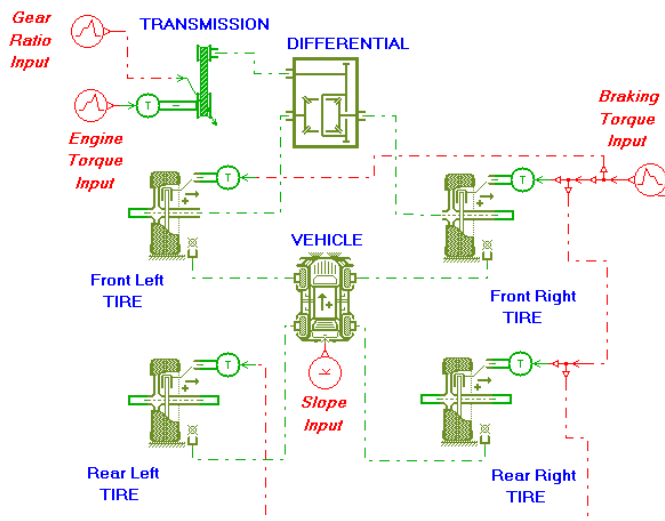 Gear
Ratio
Input
TRANSMISSION
DIFFERENTIAL
T
Engine
Torque
Input
Braking
Torque
Input
T
T
VEHICLE
Front Left
TIRE
Front Right
TIRE
T
K
T
Slope
Input
Rear Left
TIRE
Rear Right
TIRE